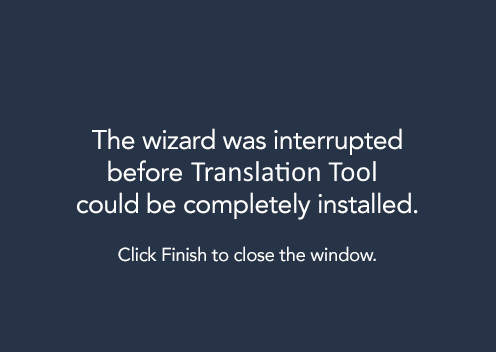 The wizard was interrupted
before Translation Tool
could be completely installed.
Click Finish to close the window.